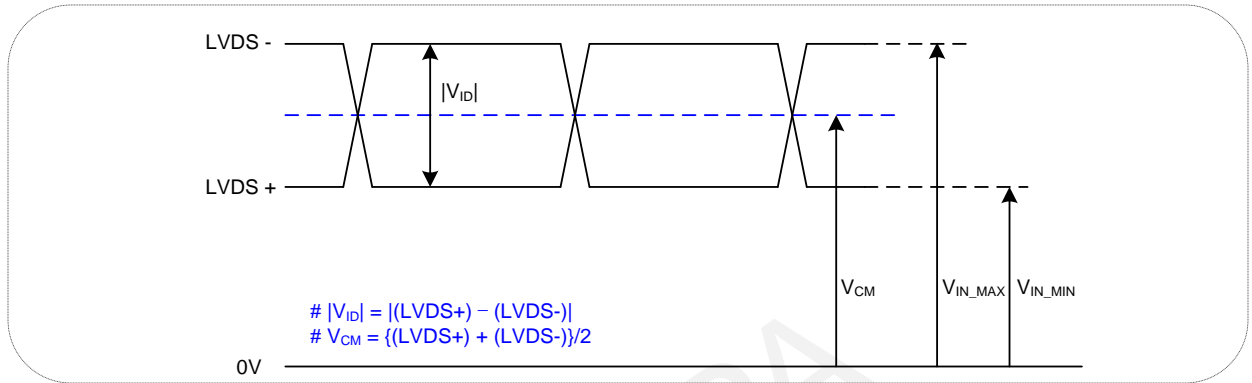 LVDS -
|VID|
LVDS +
VCM
VIN_MAX
VIN_MIN
# |VID| = |(LVDS+) − (LVDS-)|
# VCM = {(LVDS+) + (LVDS-)}/2
0V